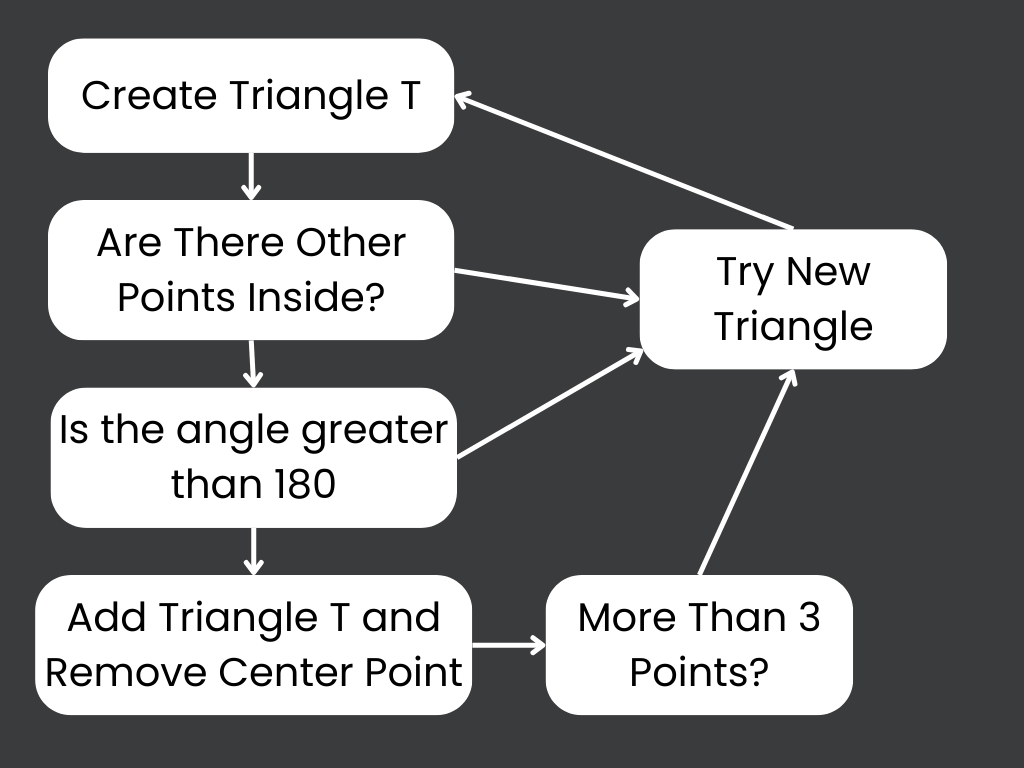 Create Triangle T
Are There Other
Points Inside?
Is the angle greater
than 180
Add Triangle T and
Remove Center Point
Try New
Triangle
More Than 3
Points?